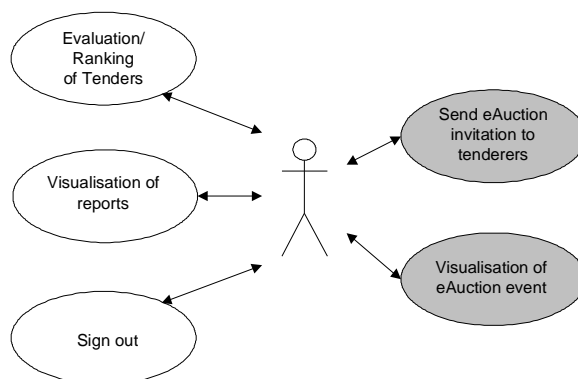 Evaluation/
Ranking
of Tenders
Send eAuction
invitation to
tenderers
Visualisation of
reports
Visualisation of
eAuction event
Sign out